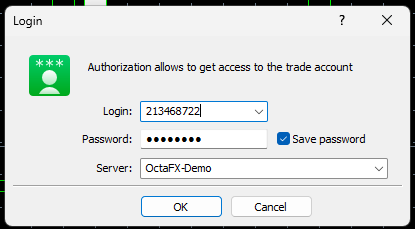 Login
Authorization allows to get access to the trade account
Login: 213468722
Password: ●●●●●●●● Save password
Server: OctaFX-Demo
OK Cancel